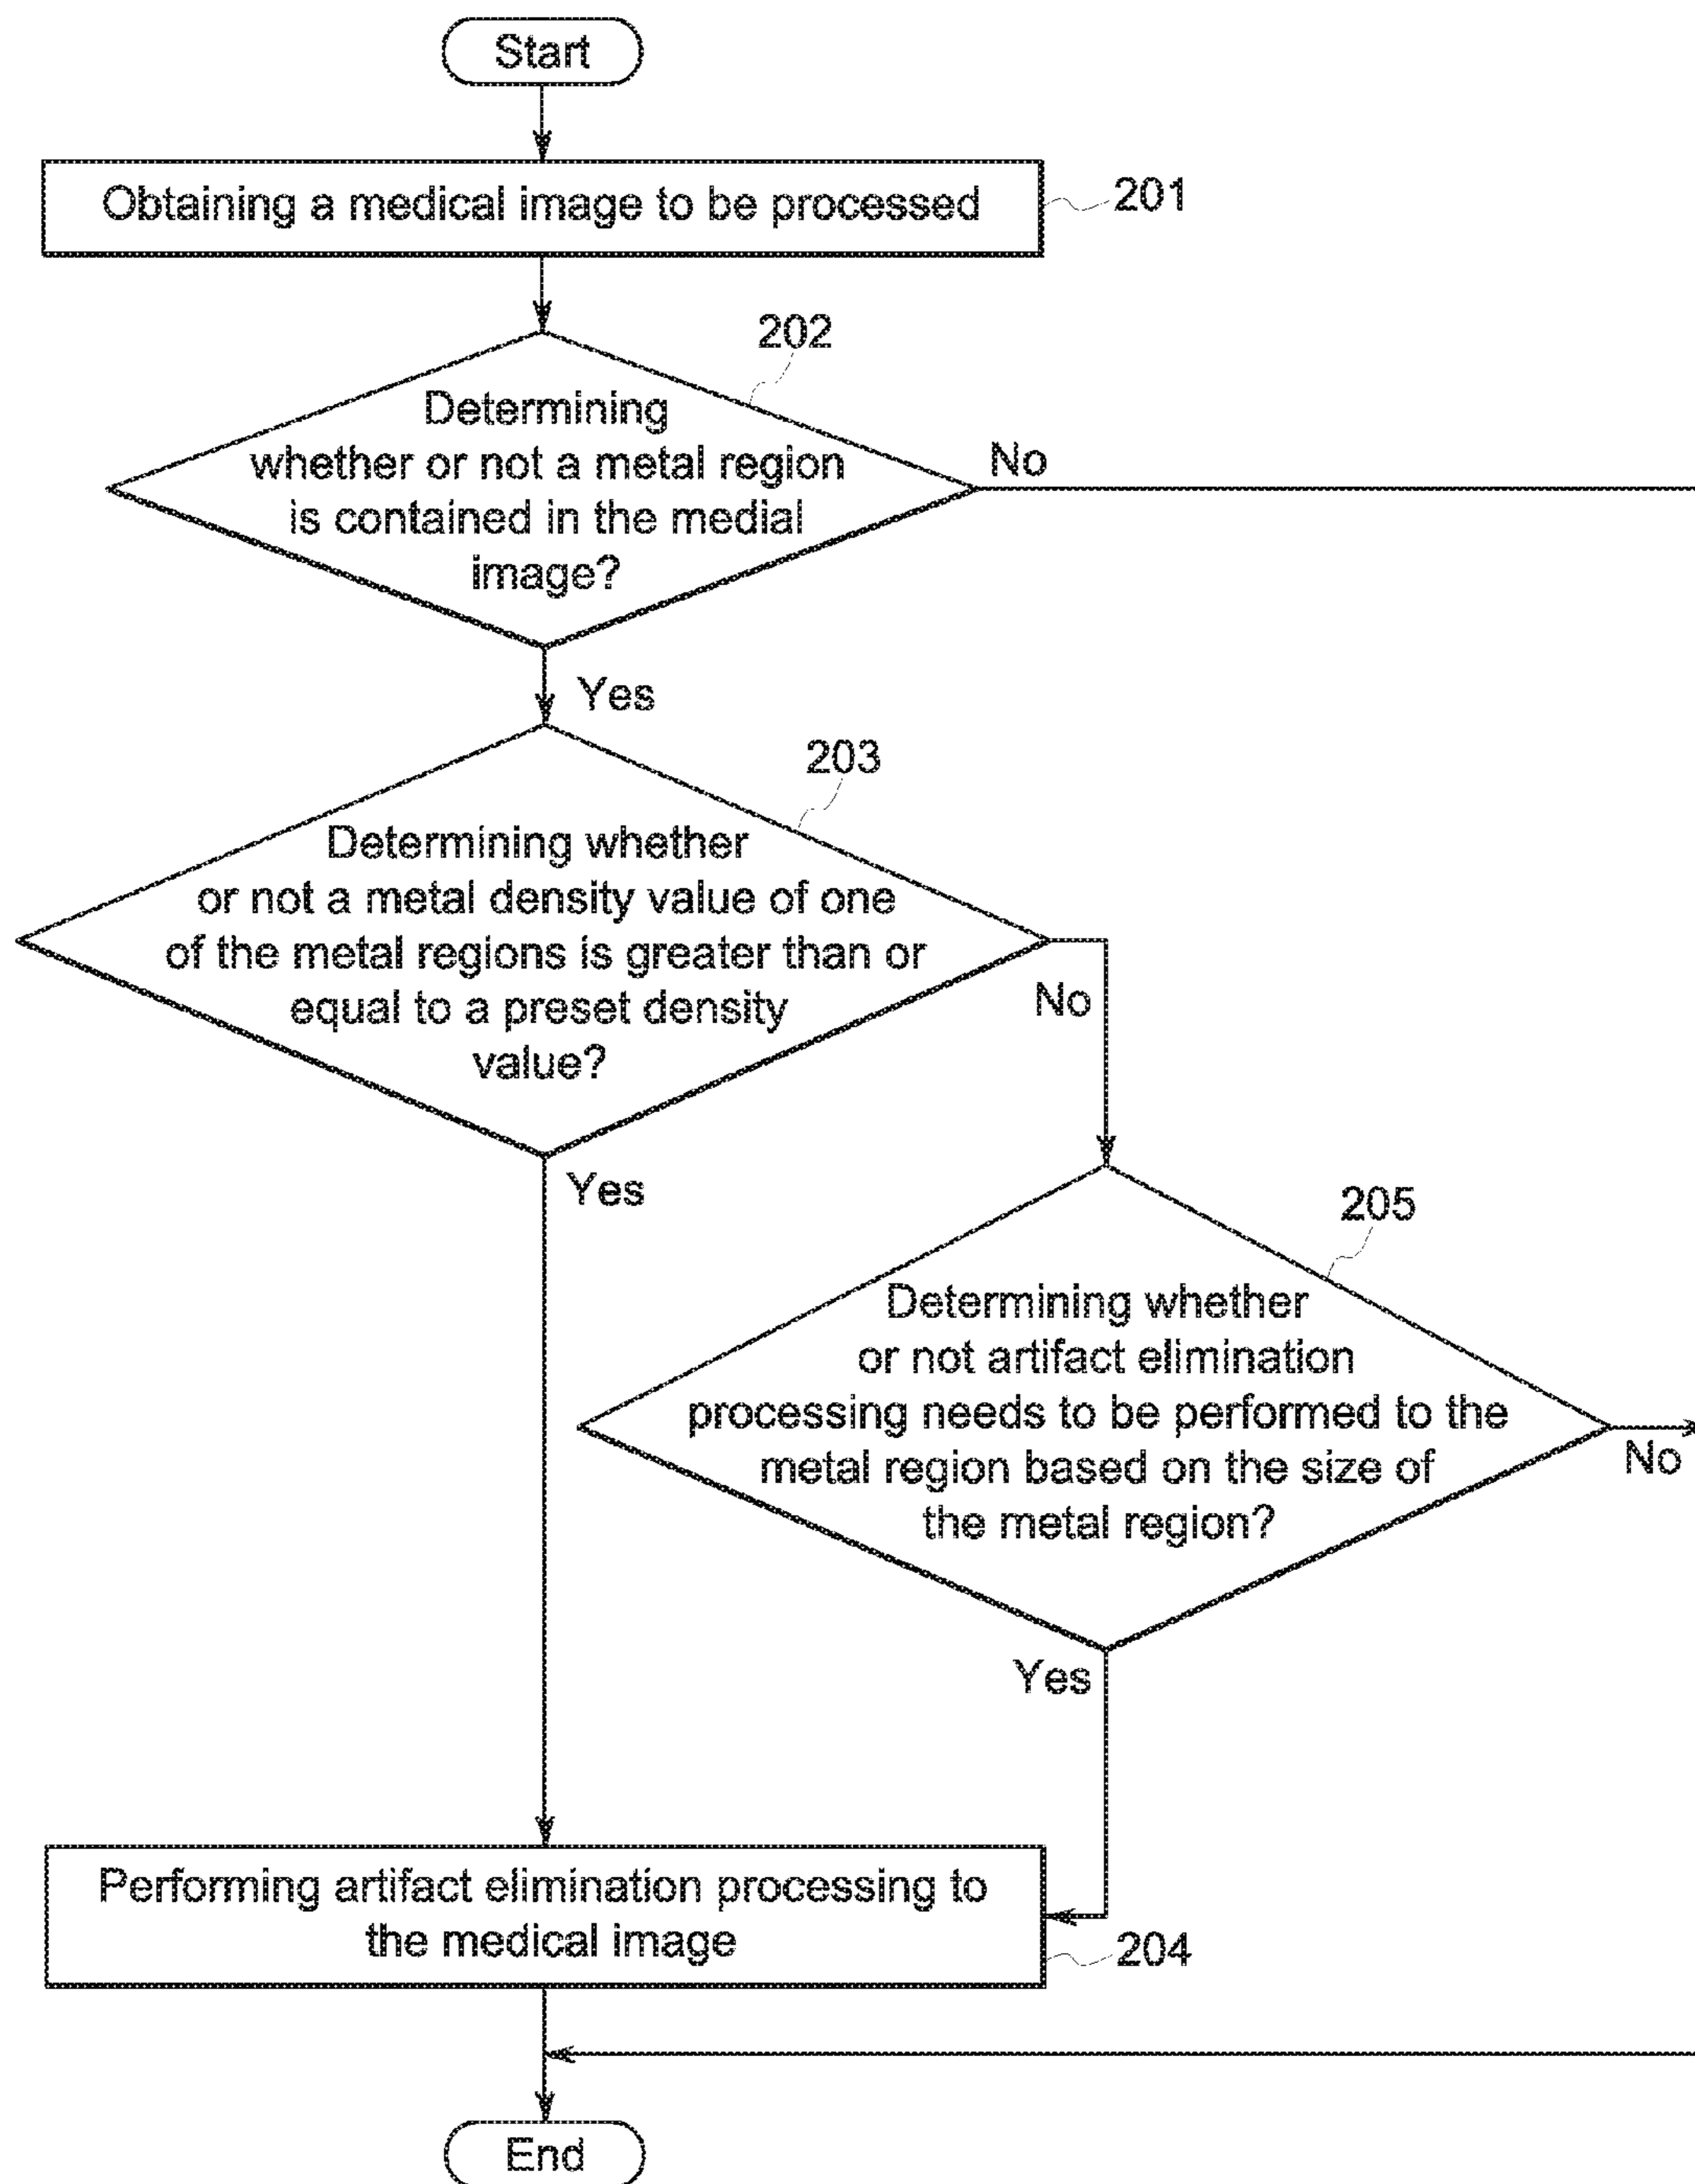 Start
Obtaining a medical image to be processed
201
202
Determining
whether or not a metal region
is contained in the medial
image?
No
Yes
203
Determining whether
or not a metal density value of one
of the metal regions is greater than or
equal to a preset density
value?
No
Yes
205
Determining whether
or not artifact elimination
processing needs to be performed to the
metal region based on the size of
the metal region?
No
Yes
Performing artifact elimination processing to
the medical image
204
End